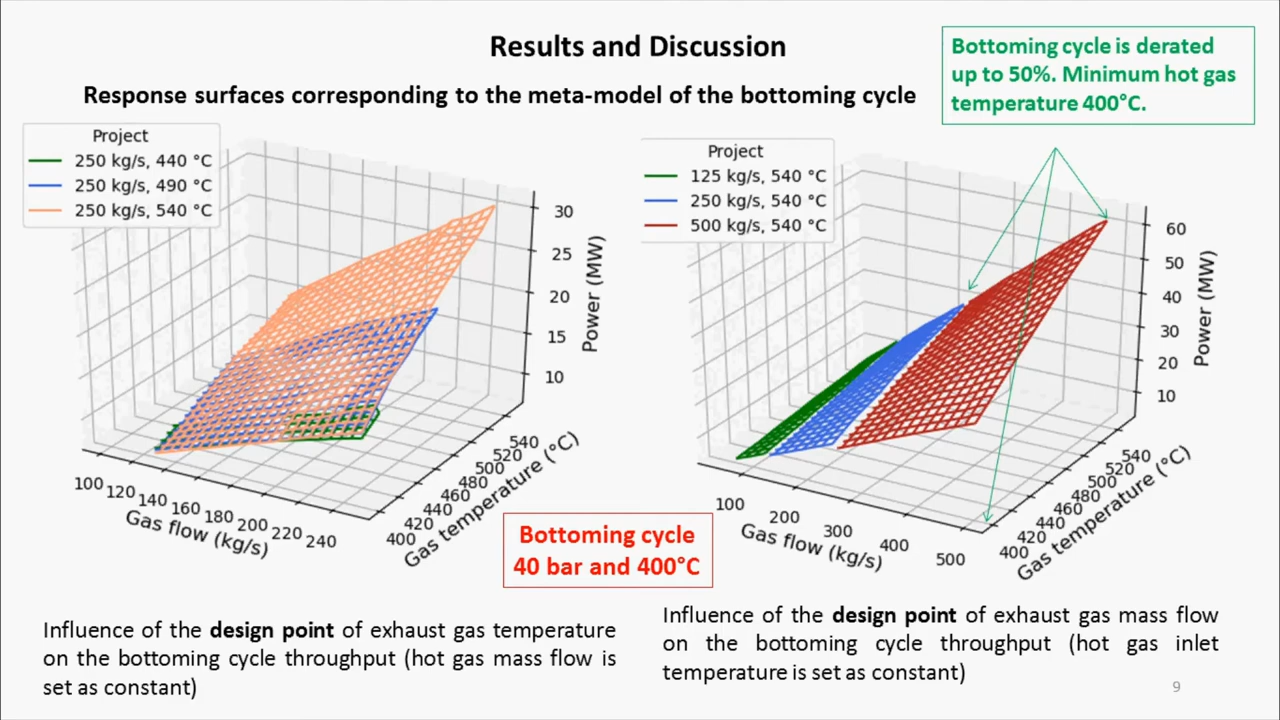 Results and Discussion
Bottoming cycle is derated
up to 50%. Minimum hot gas
temperature 400°C.
Response surfaces corresponding to the meta-model of the bottoming cycle
Project
250 kg/s, 440 °C
250 kg/s, 490 °C
250 kg/s, 540 °C
30
25
20
15
10
Power (MW)
100 120 140 160 180 200 220 240
Gas flow (kg/s)
400 420 440 460 480 500 520 540
Gas temperature (°C)
Project
125 kg/s, 540 °C
250 kg/s, 540 °C
500 kg/s, 540 °C
60
50
40
30
20
10
Power (MW)
100 200 300 400 500
Gas flow (kg/s)
400 420 440 460 480 500 520 540
Gas temperature (°C)
Bottoming cycle
40 bar and 400°C
Influence of the design point of exhaust gas temperature
on the bottoming cycle throughput (hot gas mass flow is
set as constant)
Influence of the design point of exhaust gas mass flow
on the bottoming cycle throughput (hot gas inlet
temperature is set as constant)
9